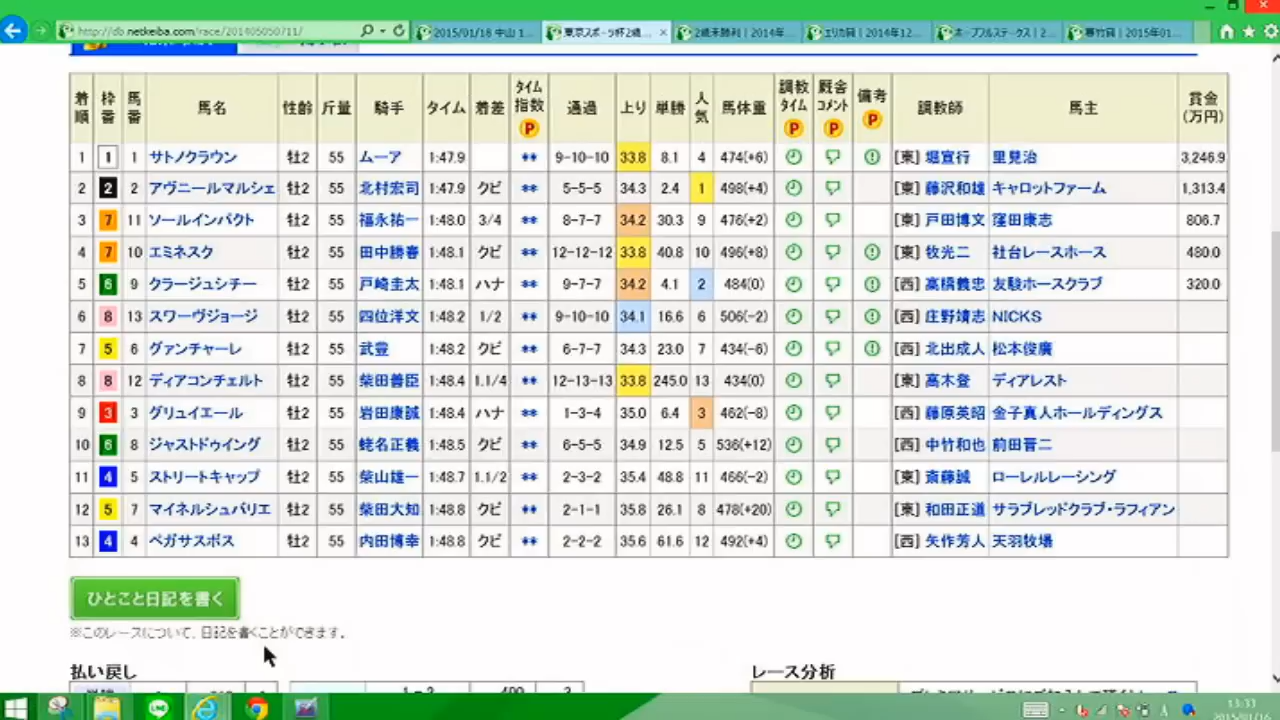 http://db.netkeiba.com/race/201405050711/
2015/01/18 中山 1...
東京スポーツ杯2歳...
2歳未勝利 | 2014年...
エリカ賞 | 2014年12...
ホープフルステークス | 2...
寒竹賞 | 2015年01...
着順 枠番 馬番 馬名 性齢 斤量 騎手 タイム 着差 タイム指数 P 通過 上り 単勝 人気 馬体重 調教タイム P 厩舎コメント P 備考 P 調教師 馬主 賞金(万円)
1 1 1 サトノクラウン 牡2 55 ムーア 1:47.9 ** 9-10-10 33.8 8.1 4 474(+6) [東] 堀宣行 里見治 3,246.9
2 2 2 アヴニールマルシェ 牡2 55 北村宏司 1:47.9 クビ ** 5-5-5 34.3 2.4 1 498(+4) [東] 藤沢和雄 キャロットファーム 1,313.4
3 7 11 ソールインパクト 牡2 55 福永祐一 1:48.0 3/4 ** 8-7-7 34.2 30.3 9 476(+2) [東] 戸田博文 窪田康志 806.7
4 7 10 エミネスク 牡2 55 田中勝春 1:48.1 クビ ** 12-12-12 33.8 40.8 10 496(+8) [東] 牧光二 社台レースホース 480.0
5 6 9 クラージュシチー 牡2 55 戸崎圭太 1:48.1 ハナ ** 9-7-7 34.2 4.1 2 484(0) [西] 高橋義忠 友駿ホースクラブ 320.0
6 8 13 スワーヴジョージ 牡2 55 四位洋文 1:48.2 1/2 ** 9-10-10 34.1 16.6 6 506(-2) [西] 庄野靖志 NICKS
7 5 6 グァンチャーレ 牡2 55 武豊 1:48.2 クビ ** 6-7-7 34.3 23.0 7 434(-6) [西] 北出成人 松本俊廣
8 8 12 ディアコンチェルト 牡2 55 柴田善臣 1:48.4 1.1/4 ** 12-13-13 33.8 245.0 13 434(0) [東] 高木登 ディアレスト
9 3 3 グリュイエール 牡2 55 岩田康誠 1:48.4 ハナ ** 1-3-4 35.0 6.4 3 462(-8) [西] 藤原英昭 金子真人ホールディングス
10 6 8 ジャストドゥイング 牡2 55 蛯名正義 1:48.5 クビ ** 6-5-5 34.9 12.5 5 536(+12) [西] 中竹和也 前田晋二
11 4 5 ストリートキャップ 牡2 55 柴山雄一 1:48.7 1.1/2 ** 2-3-2 35.4 48.8 11 466(-2) [東] 斎藤誠 ローレルレーシング
12 5 7 マイネルシュバリエ 牡2 55 柴田大知 1:48.8 クビ ** 2-1-1 35.8 26.1 8 478(+20) [東] 和田正道 サラブレッドクラブ・ラフィアン
13 4 4 ペガサスボス 牡2 55 内田博幸 1:48.8 クビ ** 2-2-2 35.6 61.6 12 492(+4) [西] 矢作芳人 天羽牧場
ひとこと日記を書く
※このレースについて、日記を書くことができます。
払い戻し
レース分析
13:33
2015/01/16